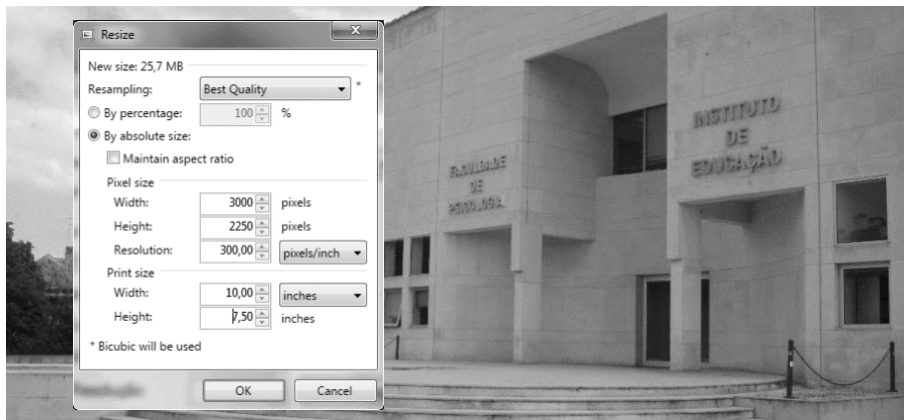 Resize
New size: 25,7 MB
Resampling: Best Quality *
By percentage: 100 %
By absolute size:
Maintain aspect ratio
Pixel size
Width: 3000 pixels
Height: 2250 pixels
Resolution: 300,00 pixels/inch
Print size
Width: 10,00 inches
Height: 7,50 inches
* Bicubic will be used
OK Cancel
FACULDADE
DE
PSICOLOGIA
INSTITUTO
DE
EDUCAÇÃO